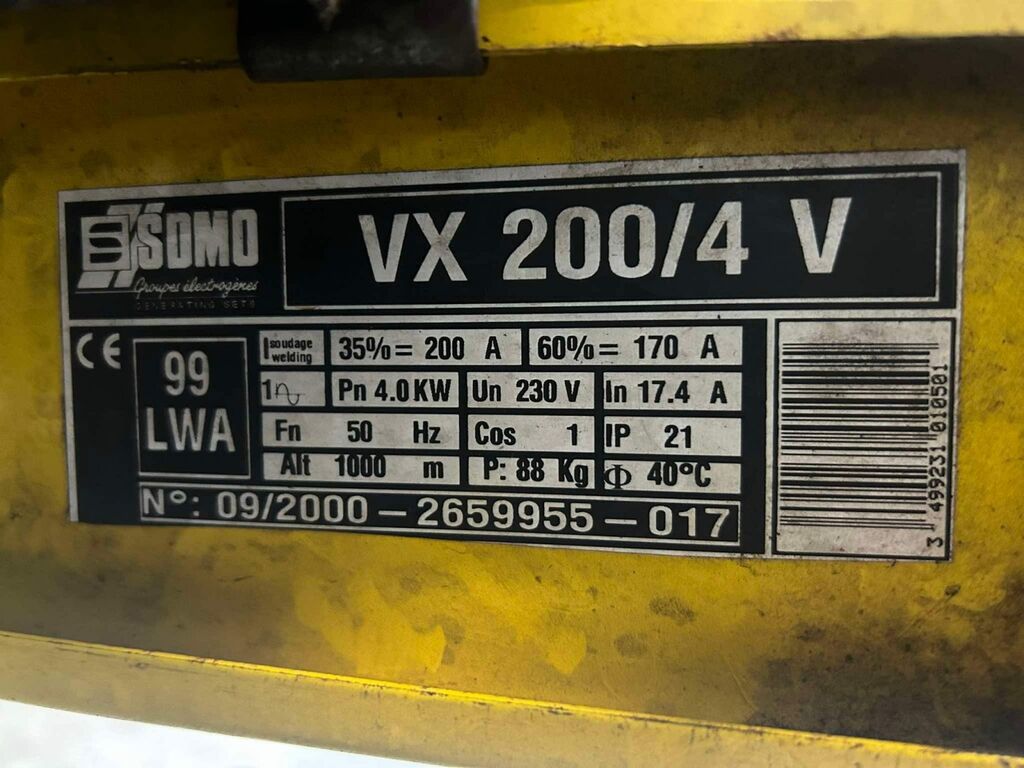 SDMO
Groupes électrogènes
GENERATING SETS
VX 200/4 V
CE
99
LWA
soudage
welding
35%= 200 A
60%= 170 A
1
Pn 4.0 KW
Un 230 V
In 17.4 A
Fn 50 Hz
Cos 1
IP 21
Alt 1000 m
P: 88 Kg
Φ 40°C
N°: 09/2000-2659955-017
3 499231 010501